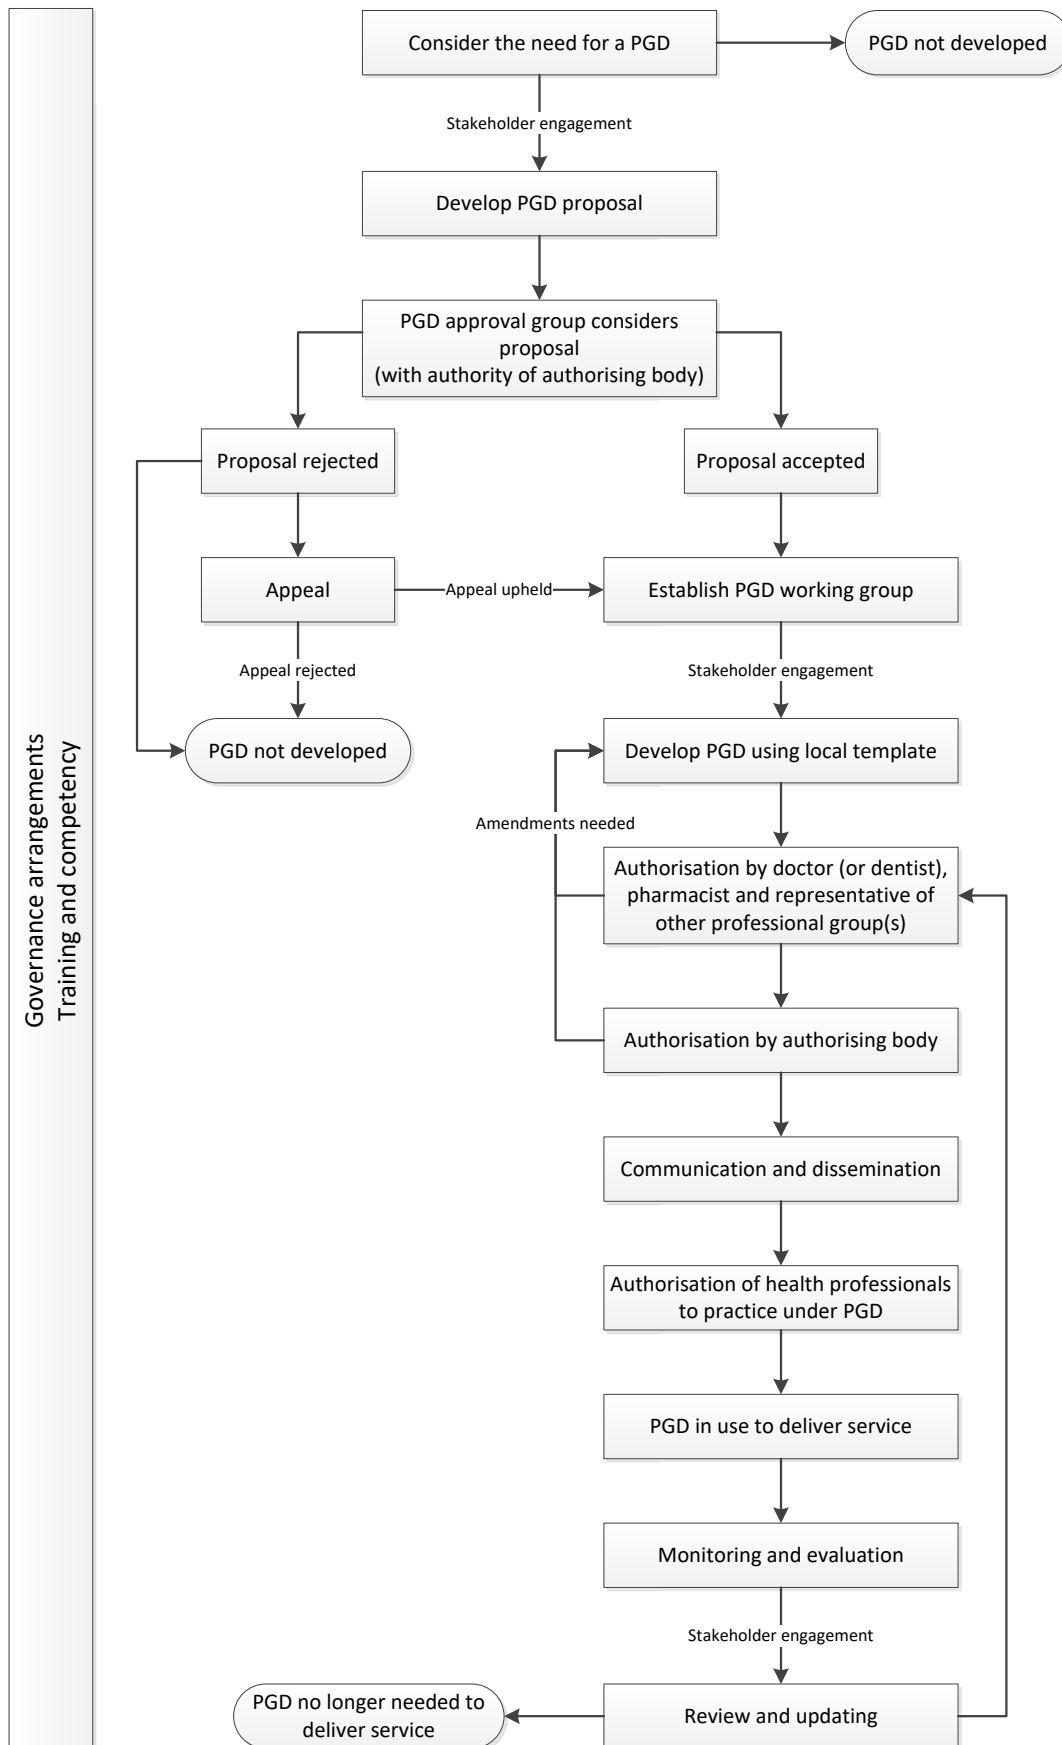 Consider the need for a PGD
PGD not developed
Stakeholder engagement
Develop PGD proposal
PGD approval group considers
proposal
(with authority of authorising body)
Proposal rejected
Proposal accepted
Appeal
Appeal upheld
Establish PGD working group
Appeal rejected
Stakeholder engagement
PGD not developed
Develop PGD using local template
Amendments needed
Authorisation by doctor (or dentist),
pharmacist and representative of
other professional group(s)
Authorisation by authorising body
Communication and dissemination
Authorisation of health professionals
to practice under PGD
PGD in use to deliver service
Monitoring and evaluation
Stakeholder engagement
PGD no longer needed to
deliver service
Review and updating
Governance arrangements
Training and competency